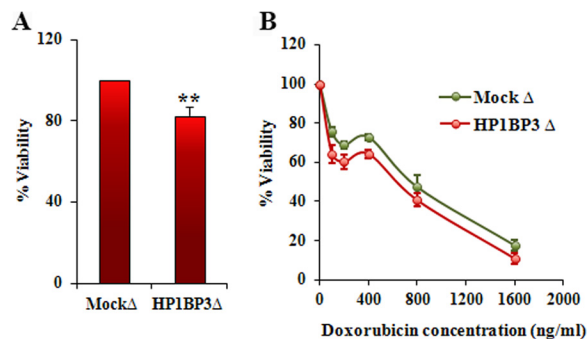 A
% Viability
120
80
40
0
**
MockΔ
HP1BP3Δ
B
% Viability
120
100
80
60
40
20
0
Mock Δ
HP1BP3 Δ
0
400
800
1200
1600
2000
Doxorubicin concentration (ng/ml)